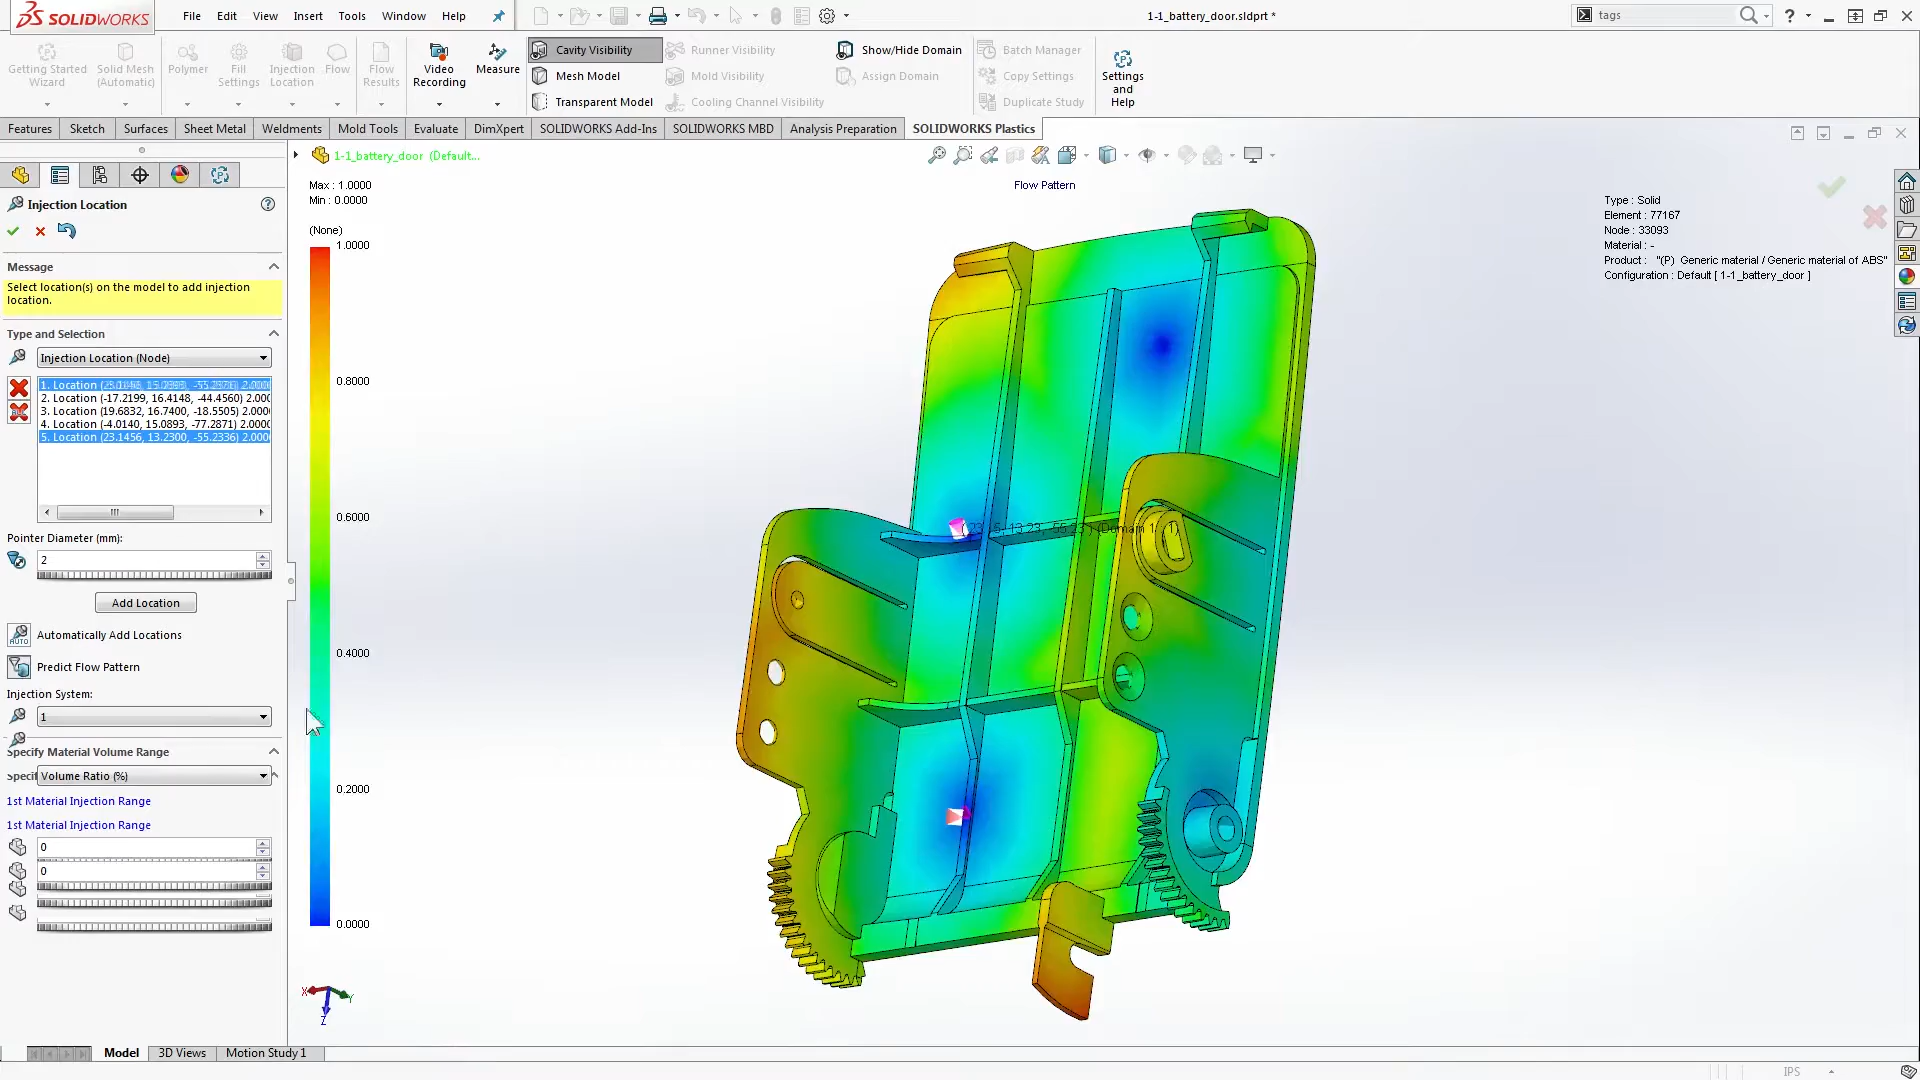 SOLIDWORKS
File Edit View Insert Tools Window Help
1-1_battery_door.sldprt *
tags
Getting Started Wizard
Solid Mesh (Automatic)
Polymer
Fill Settings
Injection Location
Flow
Flow Results
Video Recording
Measure
Cavity Visibility
Mesh Model
Transparent Model
Runner Visibility
Mold Visibility
Cooling Channel Visibility
Show/Hide Domain
Assign Domain
Batch Manager
Copy Settings
Duplicate Study
Settings and Help
Features Sketch Surfaces Sheet Metal Weldments Mold Tools Evaluate DimXpert SOLIDWORKS Add-Ins SOLIDWORKS MBD Analysis Preparation SOLIDWORKS Plastics
1-1_battery_door (Default...
Injection Location
Message
Select location(s) on the model to add injection
location.
Type and Selection
Injection Location (Node)
1. Location
2. Location (-17.2199, 16.4148, -44.4560) 2.000
3. Location (19.6832, 16.7400, -18.5505) 2.000
4. Location (-4.0140, 15.0893, -77.2871) 2.000
5. Location (23.1456, 13.2300, -55.2336) 2.000
Pointer Diameter (mm):
2
Add Location
AUTO
Automatically Add Locations
Predict Flow Pattern
Injection System:
1
Specify Material Volume Range
Specif Volume Ratio (%)
1st Material Injection Range
1st Material Injection Range
0
0
Max : 1.0000
Min : 0.0000
(None)
1.0000
0.8000
0.6000
0.4000
0.2000
0.0000
Flow Pattern
Type : Solid
Element : 77167
Node : 33093
Material : -
Product : "(P) Generic material / Generic material of ABS"
Configuration : Default [ 1-1_battery_door ]
X Y Z
Model 3D Views Motion Study 1
IPS